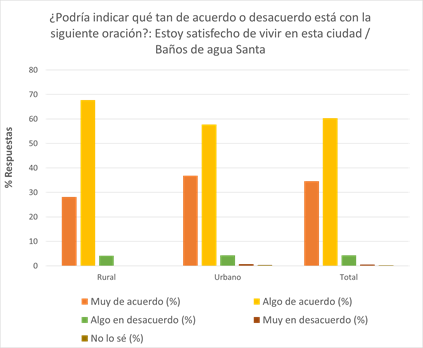 ¿Podría indicar qué tan de acuerdo o desacuerdo está con la
siguiente oración?: Estoy satisfecho de vivir en esta ciudad /
Baños de agua Santa
% Respuestas
80
70
60
50
40
30
20
10
0
Rural
Urbano
Total
Muy de acuerdo (%)
Algo de acuerdo (%)
Algo en desacuerdo (%)
Muy en desacuerdo (%)
No lo sé (%)